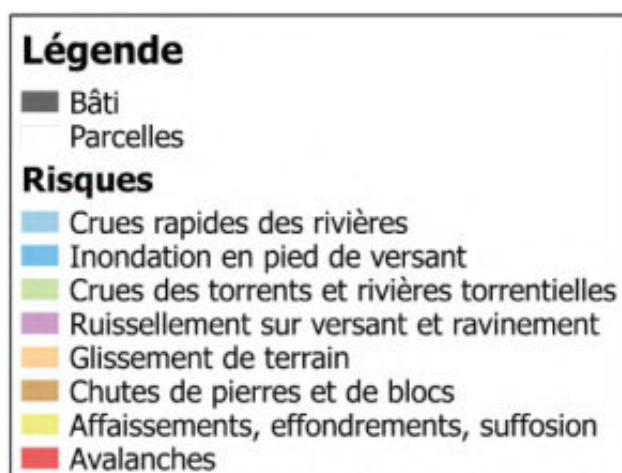 Légende
Bâti
Parcelles
Risques
Crues rapides des rivières
Inondation en pied de versant
Crues des torrents et rivières torrentielles
Ruissellement sur versant et ravinement
Glissement de terrain
Chutes de pierres et de blocs
Affaissements, effondrements, suffosion
Avalanches